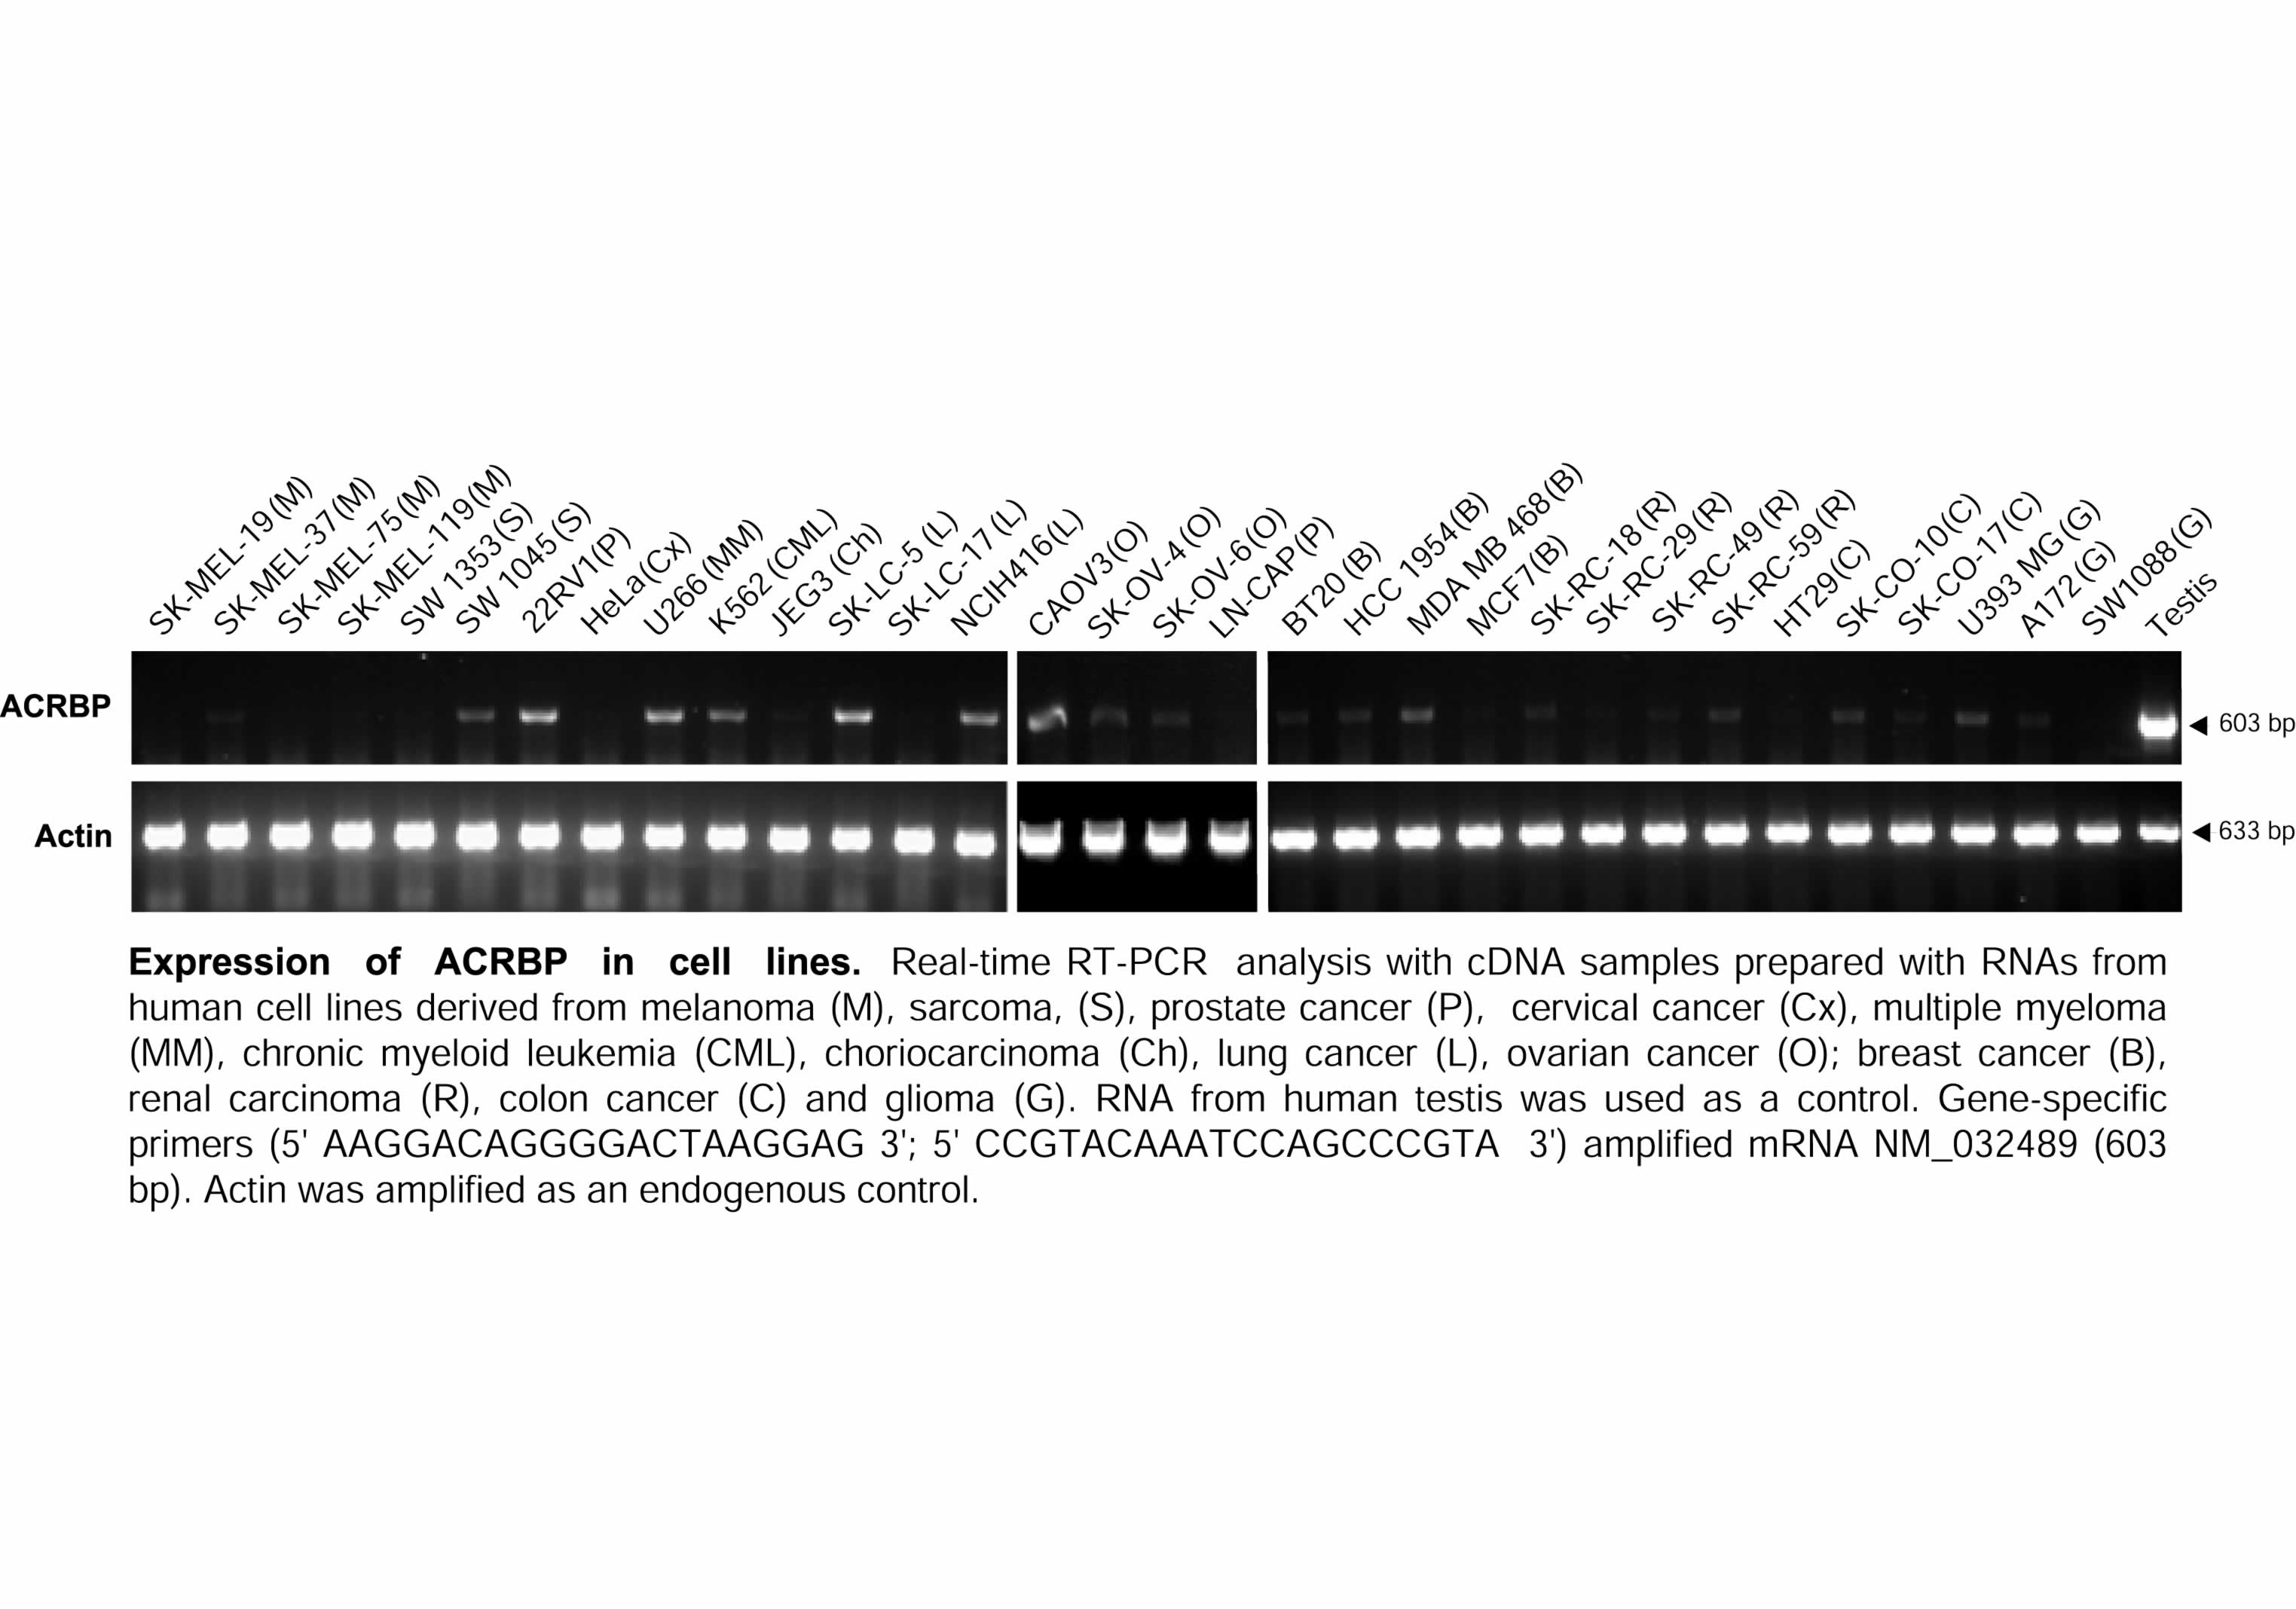 SK-MEL-19 (M)
SK-MEL-37 (M)
SK-MEL-75 (M)
SK-MEL-119 (M)
SW 1353 (S)
SW 1045 (S)
22RV1(P)
HeLa(Cx)
U266 (MM)
K562 (CML)
JEG3 (Ch)
SK-LC-5 (L)
SK-LC-17 (L)
NCIH416 (L)
CAOV3(O)
SK-OV-4 (O)
SK-OV-6 (O)
LN-CAP(P)
BT20 (B)
HCC 1954 (B)
MDA MB 468 (B)
MCF7(B)
SK-RC-18 (R)
SK-RC-29 (R)
SK-RC-49 (R)
SK-RC-59 (R)
HT29 (C)
SK-CO-10(C)
SK-CO-17(C)
U393 MG (G)
A172 (G)
SW1088 (G)
Testis
ACRBP
603 bp
Actin
633 bp
Expression of ACRBP in cell lines. Real-time RT-PCR analysis with cDNA samples prepared with RNAs from
human cell lines derived from melanoma (M), sarcoma, (S), prostate cancer (P), cervical cancer (Cx), multiple myeloma
(MM), chronic myeloid leukemia (CML), choriocarcinoma (Ch), lung cancer (L), ovarian cancer (O); breast cancer (B),
renal carcinoma (R), colon cancer (C) and glioma (G). RNA from human testis was used as a control. Gene-specific
primers (5' AAGGACAGGGGACTAAGGAG 3'; 5' CCGTACAAATCCAGCCCGTA 3') amplified mRNA NM_032489 (603
bp). Actin was amplified as an endogenous control.